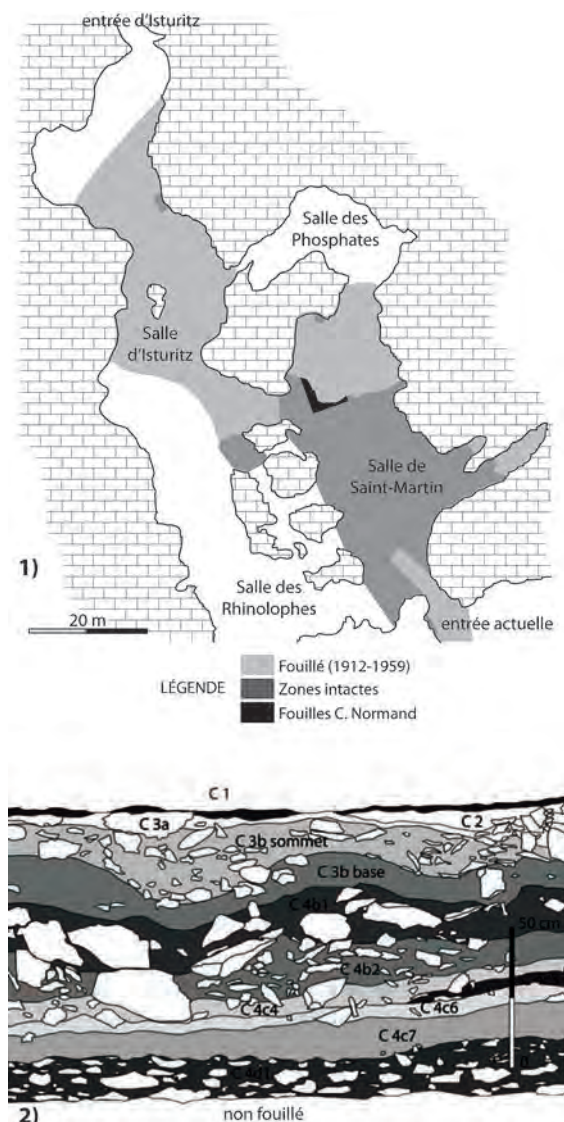 entrée d'Isturitz
Salle des
Phosphates
Salle
d'Isturitz
Salle de
Saint-Martin
1)
Salle des
Rhinolophes
20 m
entrée actuelle
LÉGENDE
Fouillé (1912-1959)
Zones intactes
Fouilles C. Normand
C 1
C 3a
C 2
C 3b sommet
C 3b base
C 4b1
50 cm
C 4b2
C 4c4
C 4c6
C 4c7
0
C 4d1
2)
non fouillé